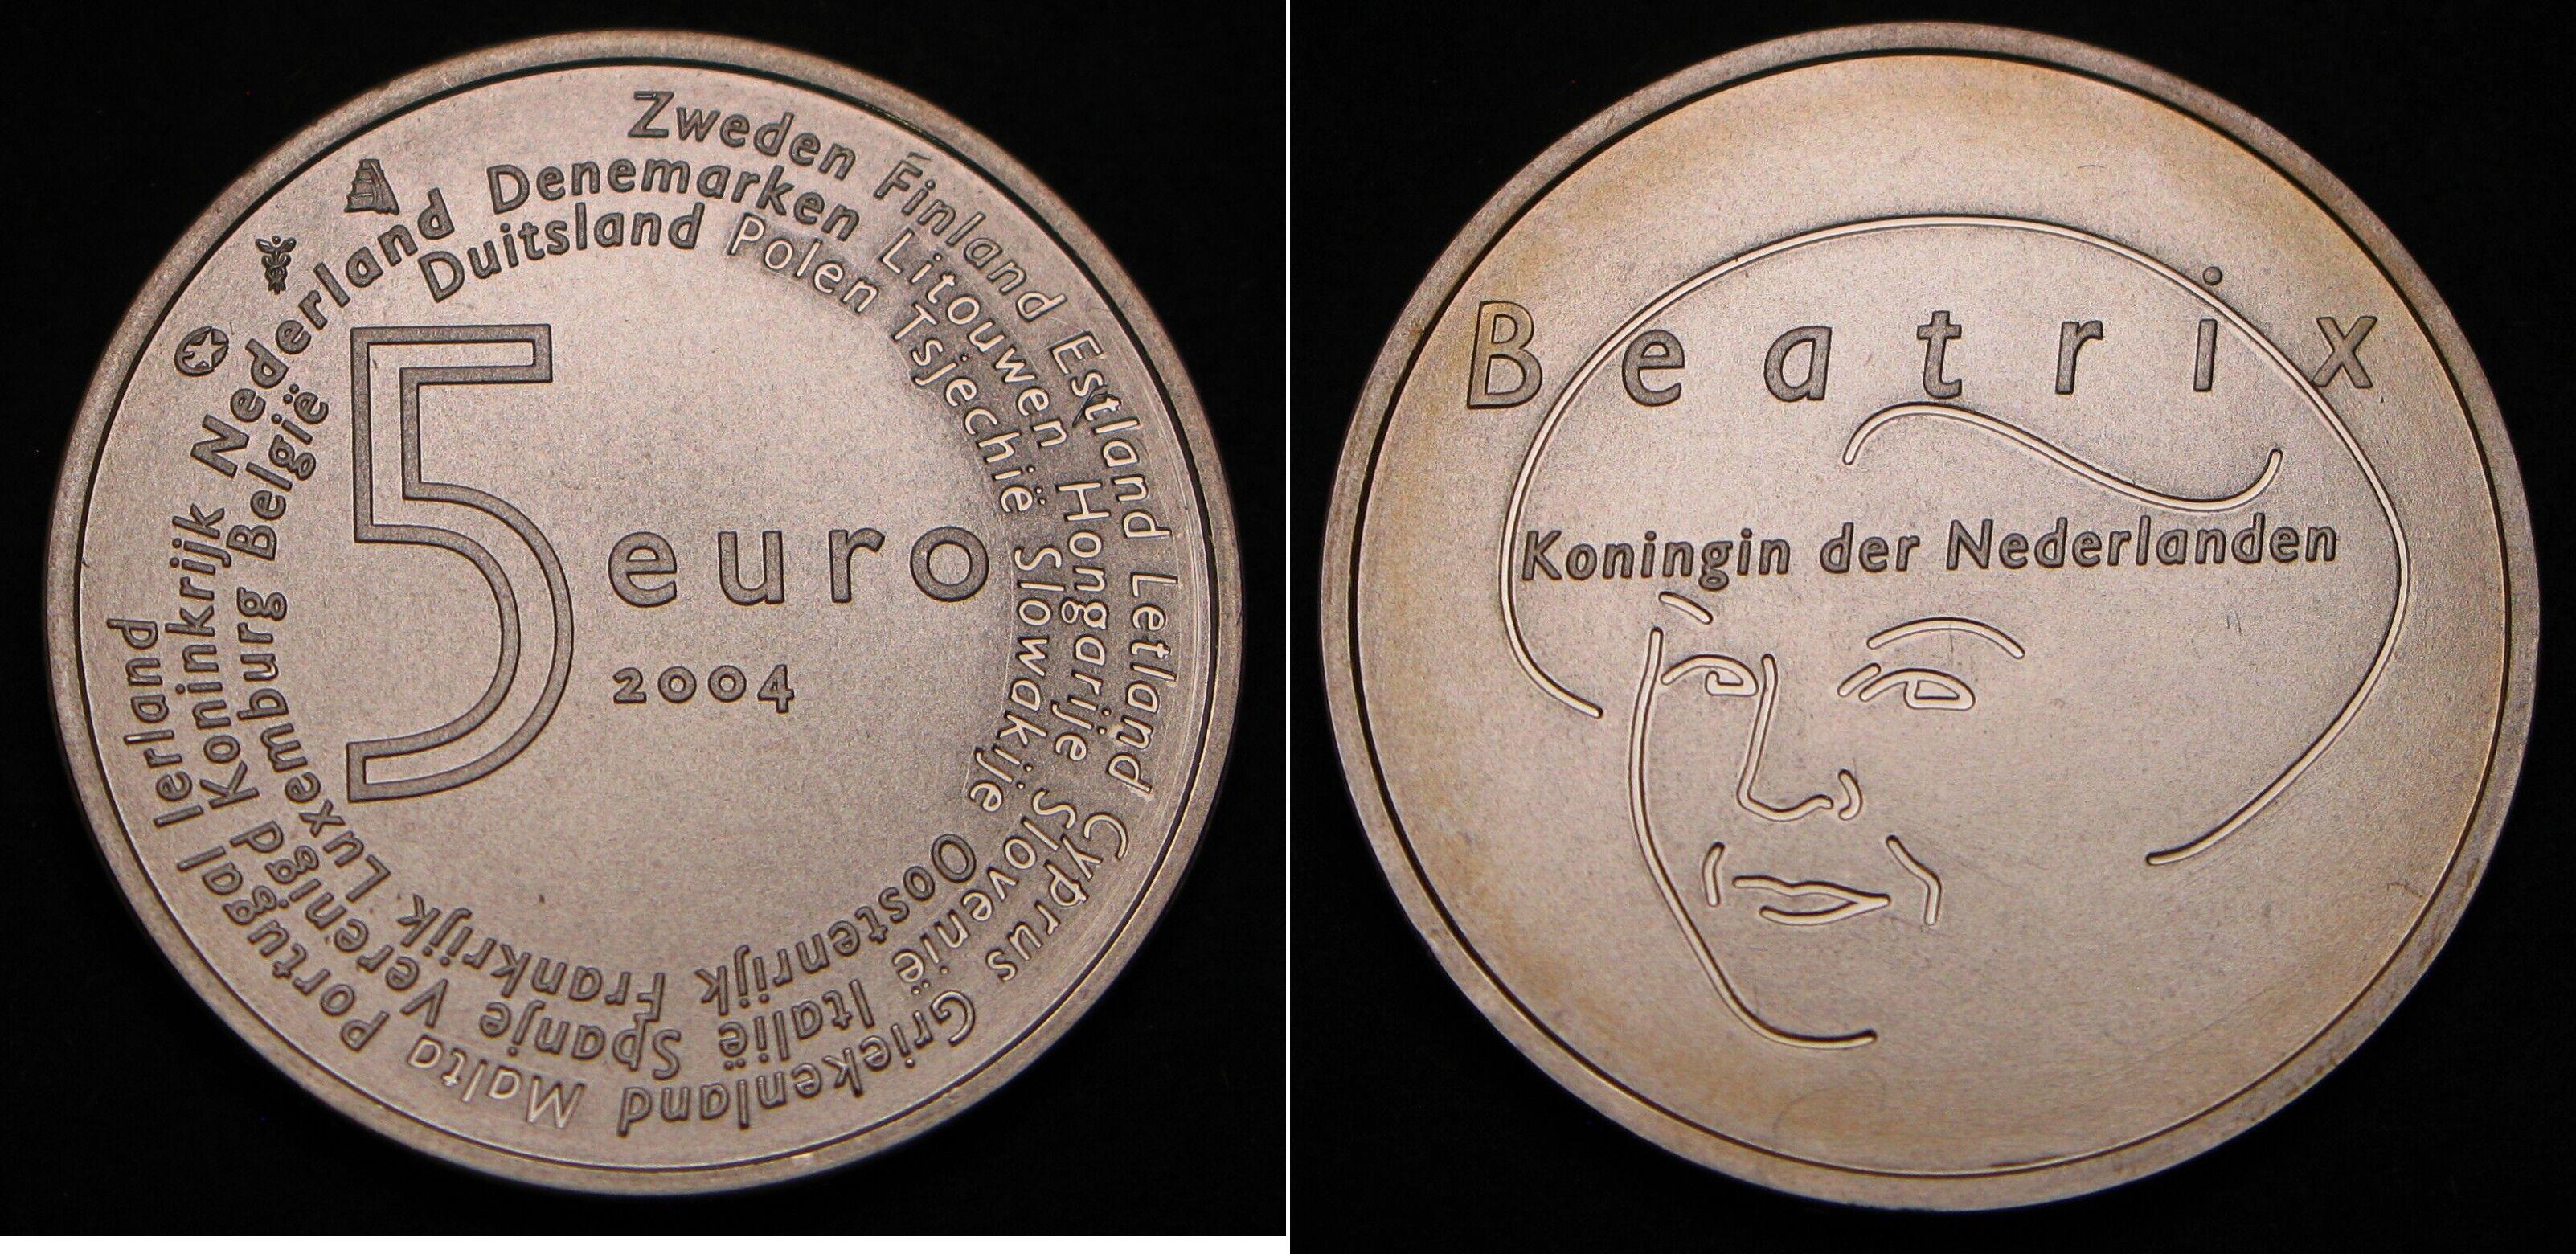 Zweden Finland Estland Letland Cyprus Griekenland Malta Portugal Ierland
Nederland Denemarken Litouwen Hongarije Slovenië Italië Spanje Verenigd Koninkrijk
Duitsland Polen Tsjechië Slowakije Oostenrijk Frankrijk Luxemburg België
5 euro
2004
Beatrix
Koningin der Nederlanden